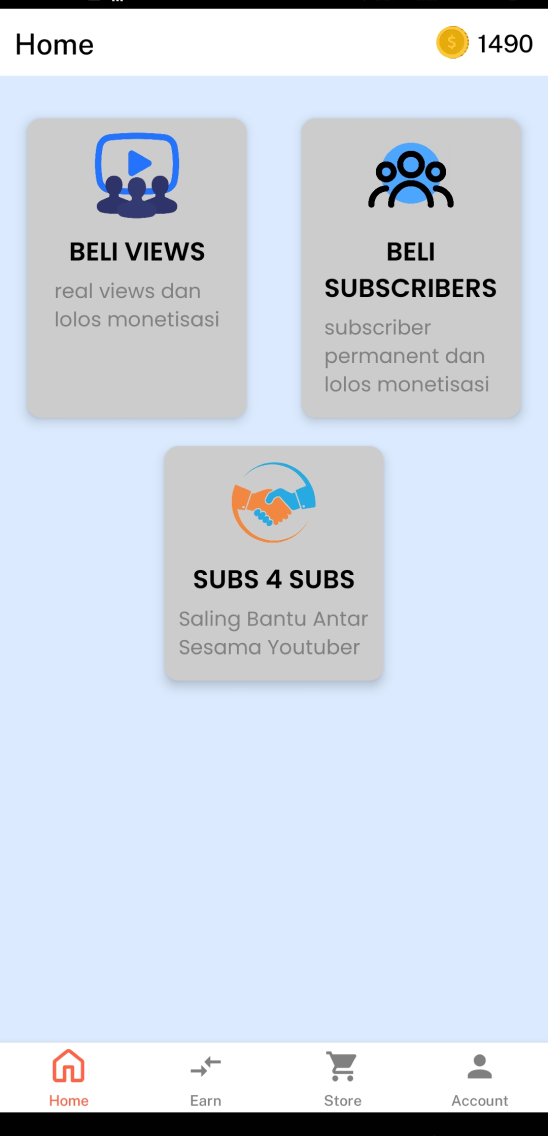 Home
1490
BELI VIEWS
real views dan
lolos monetisasi
BELI
SUBSCRIBERS
subscriber
permanent dan
lolos monetisasi
SUBS 4 SUBS
Saling Bantu Antar
Sesama Youtuber
Home
Earn
Store
Account